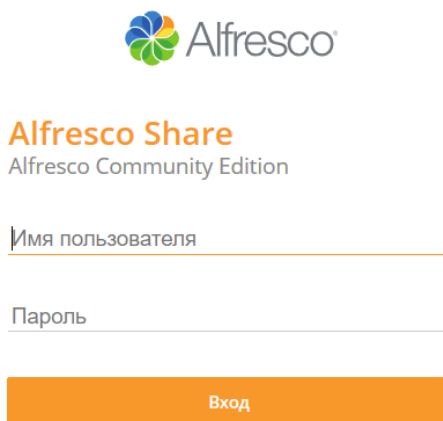 Alfresco
Alfresco Share
Alfresco Community Edition
Имя пользователя
Пароль
Вход